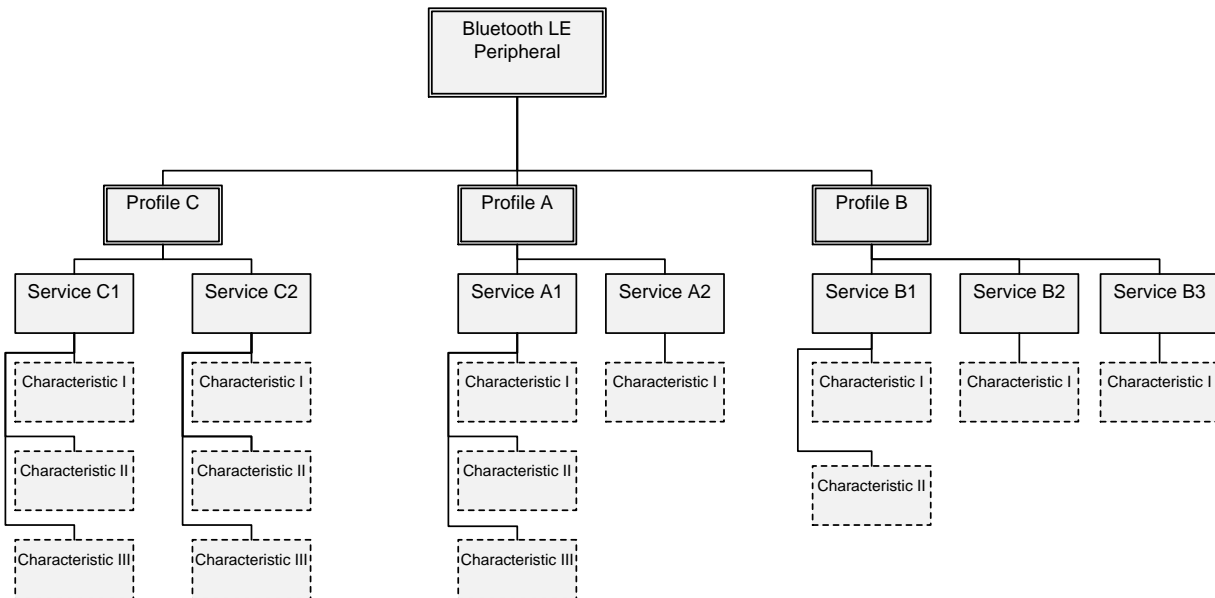 Bluetooth LE
Peripheral
Profile C
Profile A
Profile B
Service C1
Service C2
Service A1
Service A2
Service B1
Service B2
Service B3
Characteristic I
Characteristic I
Characteristic I
Characteristic I
Characteristic I
Characteristic I
Characteristic I
Characteristic II
Characteristic II
Characteristic II
Characteristic II
Characteristic III
Characteristic III
Characteristic III